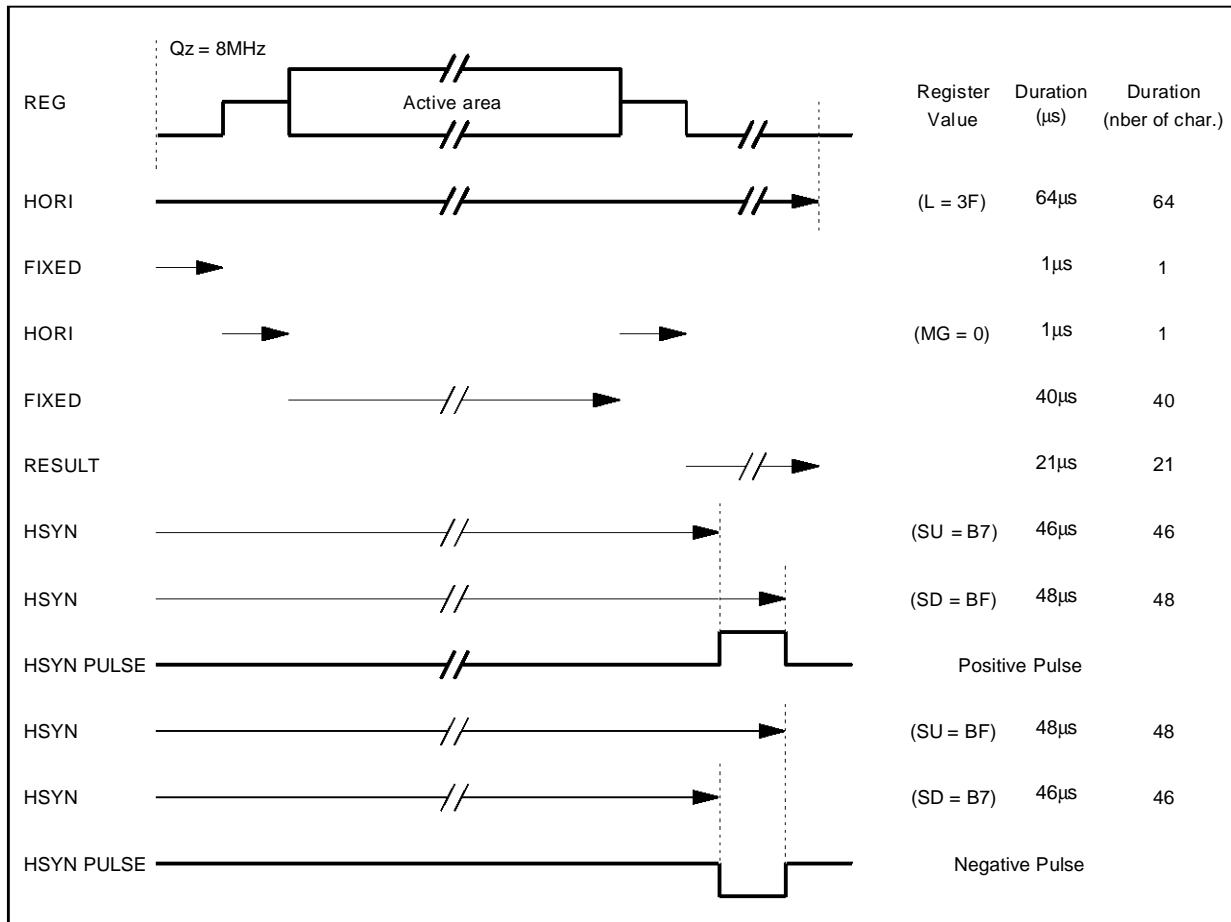 Qz = 8MHz
REG Active area Register Value Duration (µs) Duration (nber of char.)
HORI (L = 3F) 64µs 64
FIXED 1µs 1
HORI (MG = 0) 1µs 1
FIXED 40µs 40
RESULT 21µs 21
HSYN (SU = B7) 46µs 46
HSYN (SD = BF) 48µs 48
HSYN PULSE Positive Pulse
HSYN (SU = BF) 48µs 48
HSYN (SD = B7) 46µs 46
HSYN PULSE Negative Pulse